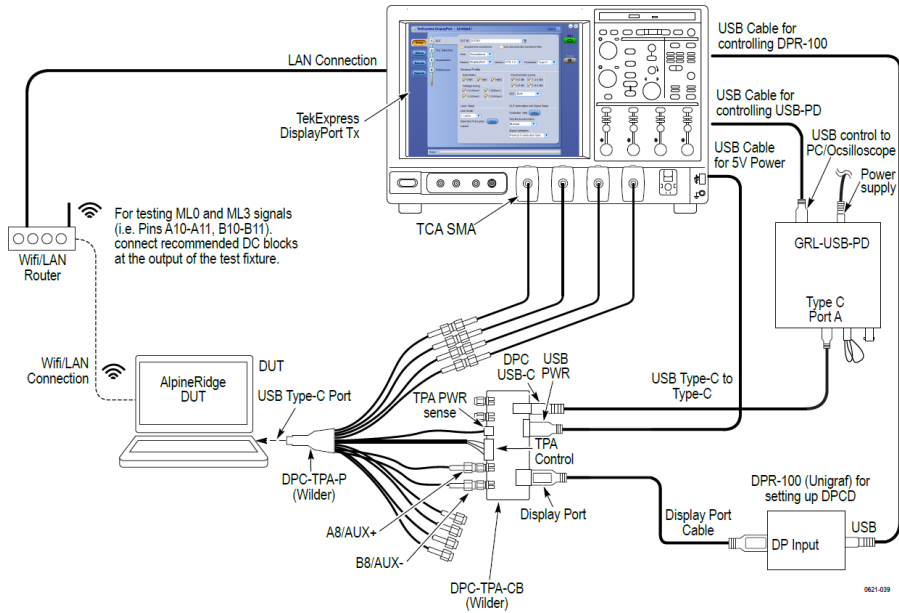 USB Cable for
controlling DPR-100
LAN Connection
TekExpress
DisplayPort Tx
USB Cable for
controlling USB-PD
USB control to
PC/Ocsilloscope
USB Cable
for 5V Power
Power
supply
TCA SMA
For testing ML0 and ML3 signals
(i.e. Pins A10-A11, B10-B11).
connect recommended DC blocks
at the output of the test fixture.
Wifi/LAN
Router
GRL-USB-PD
Type C
Port A
Wifi/LAN
Connection
DUT
AlpineRidge
DUT
USB Type-C Port
DPC
USB-C
USB
PWR
USB Type-C to
Type-C
TPA PWR
sense
TPA
Control
DPC-TPA-P
(Wilder)
Display Port
A8/AUX+
B8/AUX-
DPC-TPA-CB
(Wilder)
Display Port
Cable
DPR-100 (Unigraf) for
setting up DPCD
DP Input
USB
0621-039